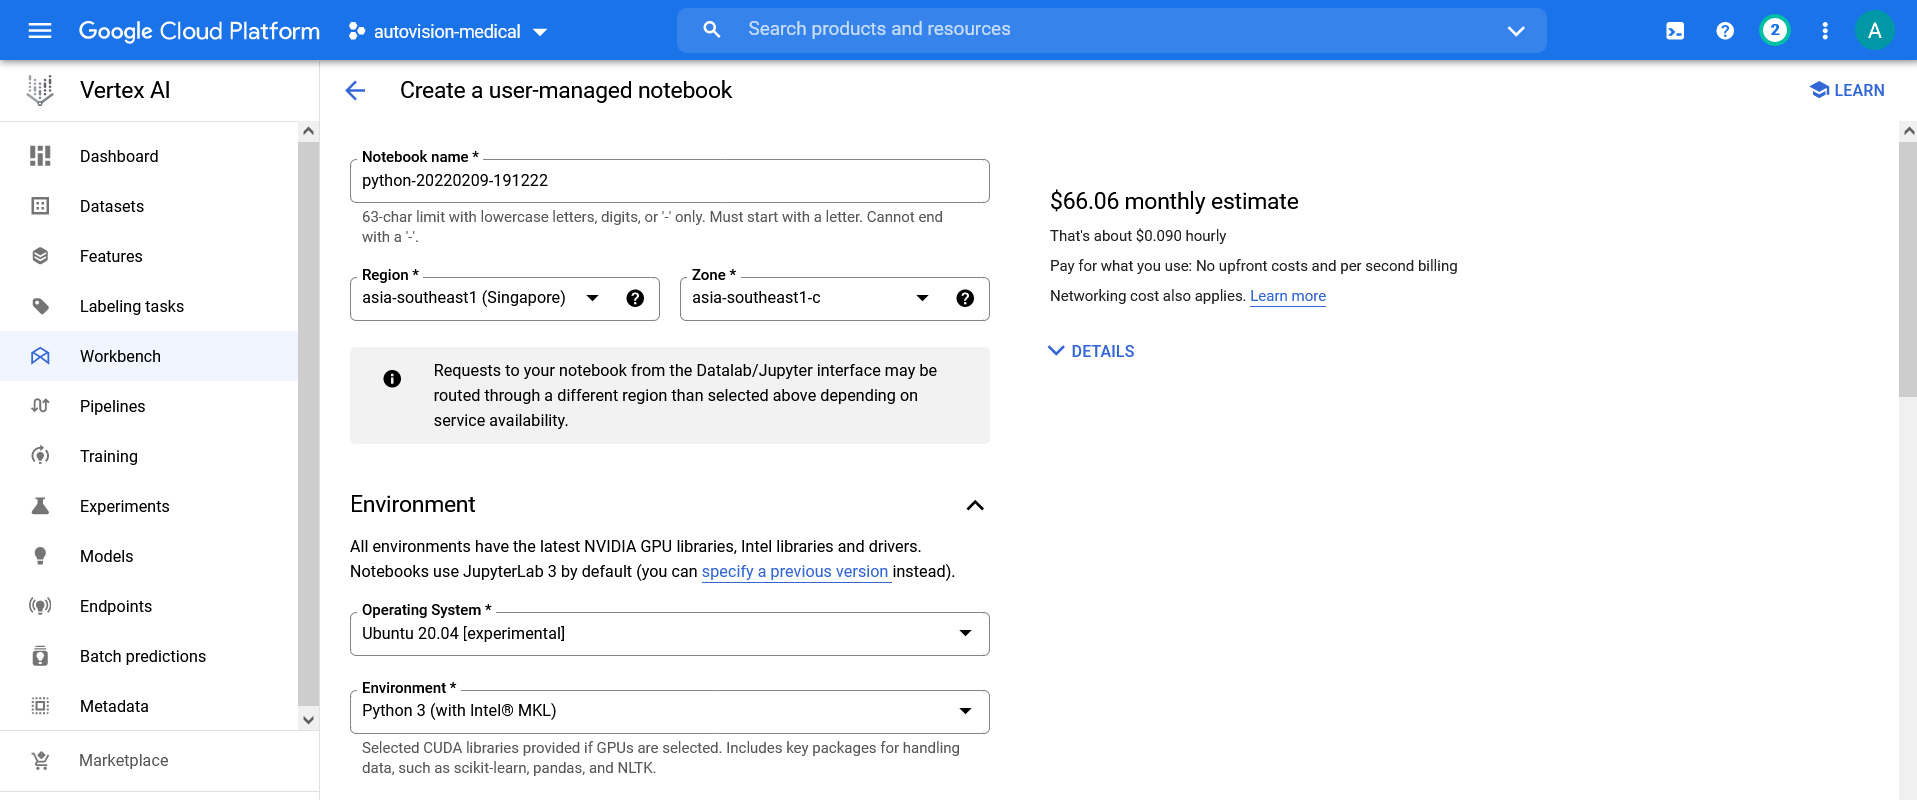 Google Cloud Platform
autovision-medical
Search products and resources
2
A
Vertex AI
Create a user-managed notebook
LEARN
Dashboard
Datasets
Features
Labeling tasks
Workbench
Pipelines
Training
Experiments
Models
Endpoints
Batch predictions
Metadata
Marketplace
Notebook name *
python-20220209-191222
63-char limit with lowercase letters, digits, or '-' only. Must start with a letter. Cannot end
with a '-'.
Region *
asia-southeast1 (Singapore)
Zone *
asia-southeast1-c
Requests to your notebook from the Datalab/Jupyter interface may be
routed through a different region than selected above depending on
service availability.
Environment
All environments have the latest NVIDIA GPU libraries, Intel libraries and drivers.
Notebooks use JupyterLab 3 by default (you can specify a previous version instead).
Operating System *
Ubuntu 20.04 [experimental]
Environment *
Python 3 (with Intel® MKL)
Selected CUDA libraries provided if GPUs are selected. Includes key packages for handling
data, such as scikit-learn, pandas, and NLTK.
$66.06 monthly estimate
That's about $0.090 hourly
Pay for what you use: No upfront costs and per second billing
Networking cost also applies. Learn more
DETAILS